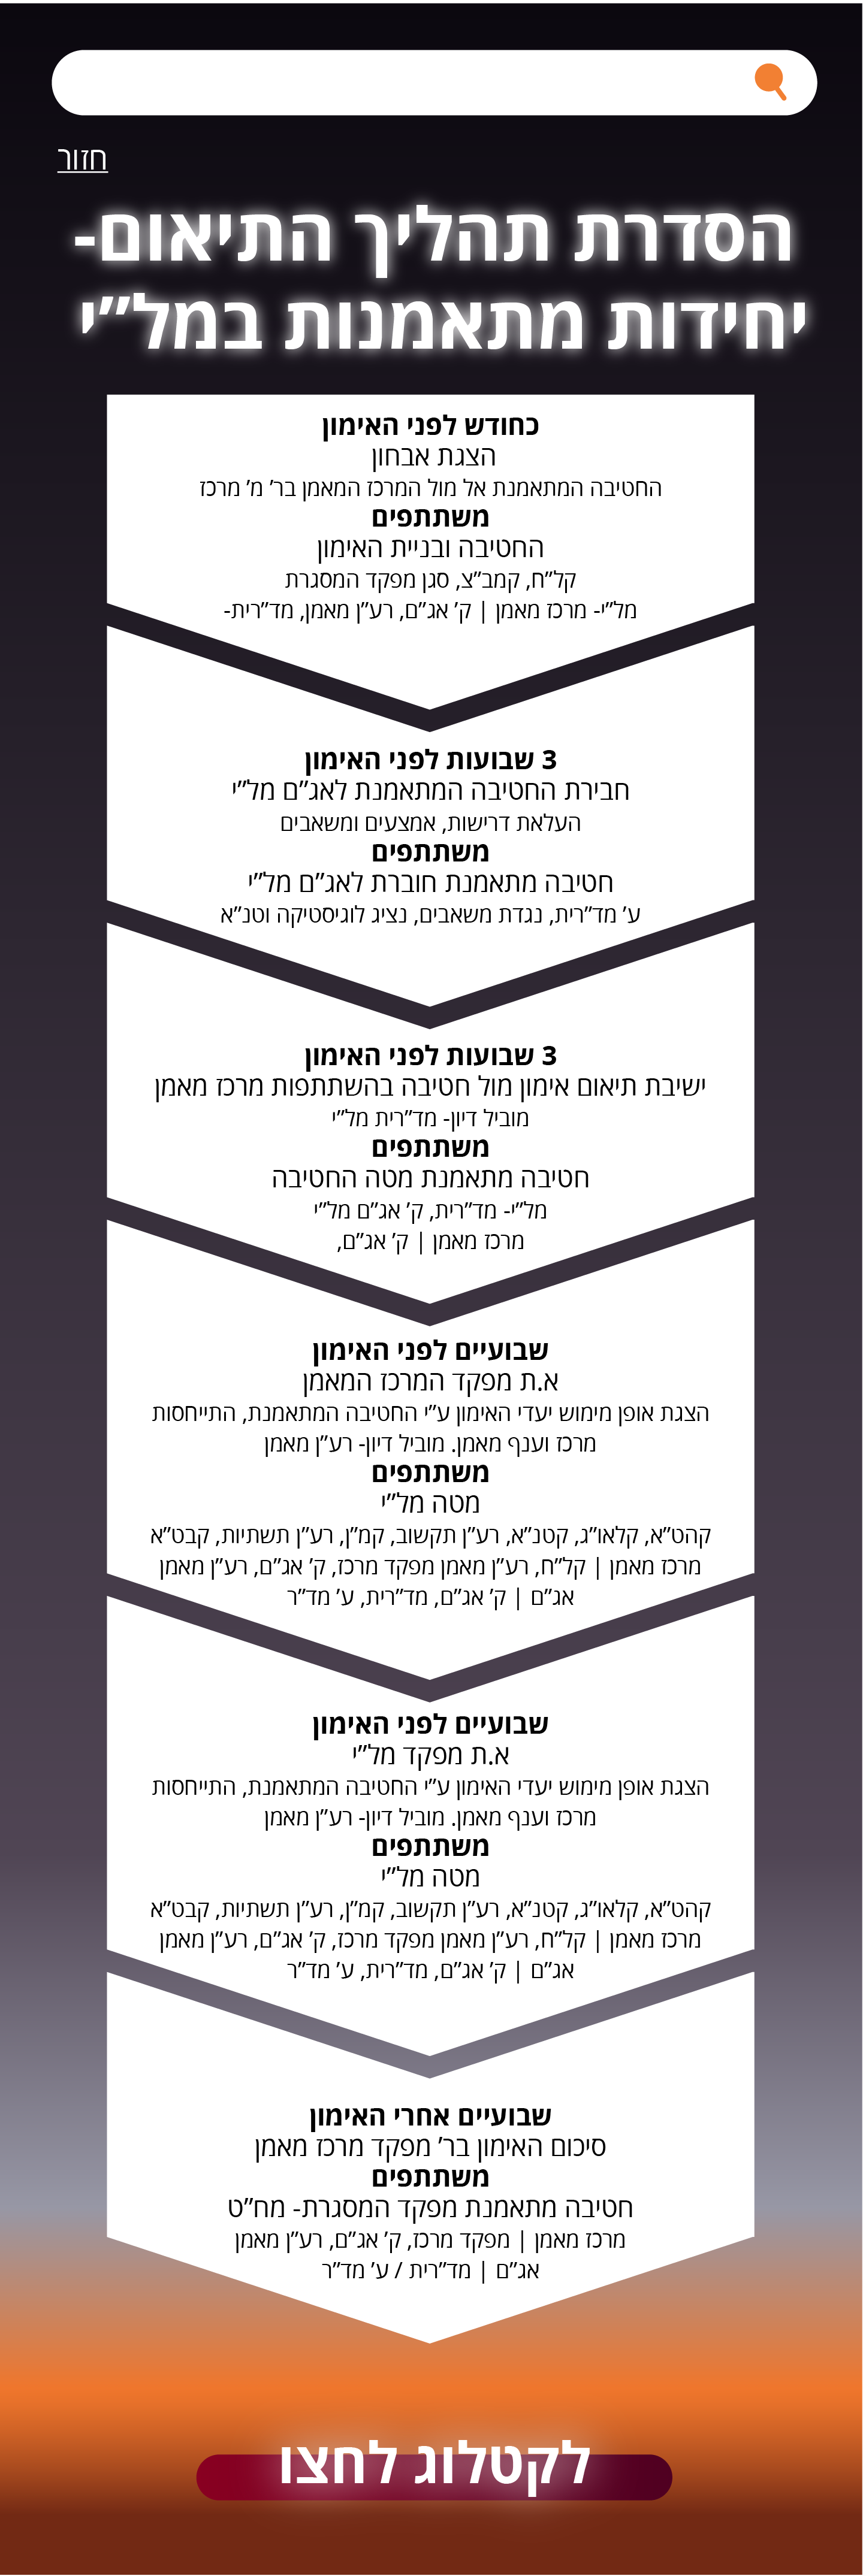 חזור
הסדרת תהליך התיאום-
יחידות מתאמנות במל"י
כחודש לפני האימון
הצגת אבחון
החטיבה המתאמנת אל מול המרכז המאמן בר' מ' מרכז
משתתפים
החטיבה ובניית האימון
קל"ח, קמב"צ, סגן מפקד המסגרת
מל"י- מרכז מאמן | ק' אג"ם, רע"ן מאמן, מד"רית-
3 שבועות לפני האימון
חבירת החטיבה המתאמנת לאג"ם מל"י
העלאת דרישות, אמצעים ומשאבים
משתתפים
חטיבה מתאמנת חוברת לאג"ם מל"י
ע' מד"רית, נגדת משאבים, נציג לוגיסטיקה וטנ"א
3 שבועות לפני האימון
ישיבת תיאום אימון מול חטיבה בהשתתפות מרכז מאמן
מוביל דיון- מד"רית מל"י
משתתפים
חטיבה מתאמנת מטה החטיבה
מל"י- מד"רית, ק' אג"ם מל"י
מרכז מאמן | ק' אג"ם,
שבועיים לפני האימון
א.ת מפקד המרכז המאמן
הצגת אופן מימוש יעדי האימון ע"י החטיבה המתאמנת, התייחסות
מרכז וענף מאמן. מוביל דיון- רע"ן מאמן
משתתפים
מטה מל"י
קהט"א, קלאו"ג, קטנ"א, רע"ן תקשוב, קמ"ן, רע"ן תשתיות, קבט"א
מרכז מאמן | קל"ח, רע"ן מאמן מפקד מרכז, ק' אג"ם, רע"ן מאמן
אג"ם | ק' אג"ם, מד"רית, ע' מד"ר
שבועיים לפני האימון
א.ת מפקד מל"י
הצגת אופן מימוש יעדי האימון ע"י החטיבה המתאמנת, התייחסות
מרכז וענף מאמן. מוביל דיון- רע"ן מאמן
משתתפים
מטה מל"י
קהט"א, קלאו"ג, קטנ"א, רע"ן תקשוב, קמ"ן, רע"ן תשתיות, קבט"א
מרכז מאמן | קל"ח, רע"ן מאמן מפקד מרכז, ק' אג"ם, רע"ן מאמן
אג"ם | ק' אג"ם, מד"רית, ע' מד"ר
שבועיים אחרי האימון
סיכום האימון בר' מפקד מרכז מאמן
משתתפים
חטיבה מתאמנת מפקד המסגרת- מח"ט
מרכז מאמן | מפקד מרכז, ק' אג"ם, רע"ן מאמן
אג"ם | מד"רית / ע' מד"ר
לקטלוג לחצו